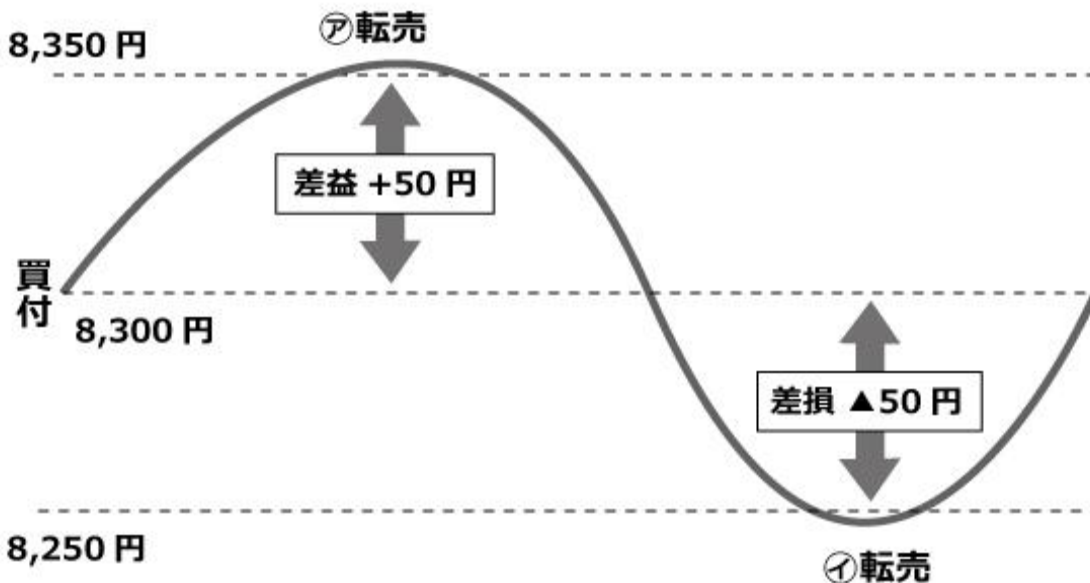 ㋐転売
8,350 円
差益 +50 円
買付
8,300 円
差損 ▲50 円
8,250 円
㋑転売